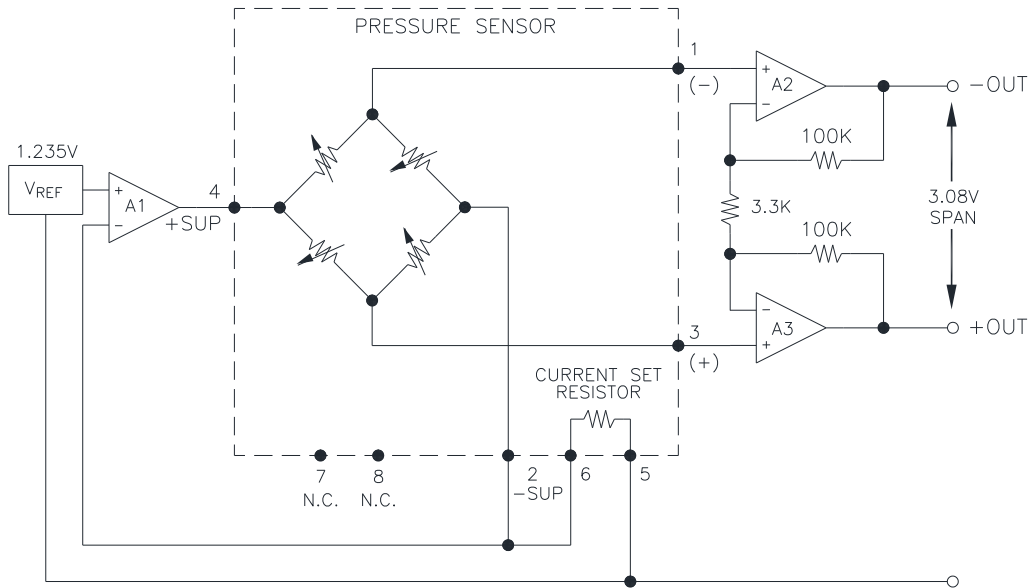 PRESSURE SENSOR
1
(−)
+
A2
−
−OUT
100K
1.235V
VREF
+
A1
−
4
+SUP
3.3K
3.08V
SPAN
100K
−
A3
+
+OUT
3
(+)
CURRENT SET
RESISTOR
7
N.C.
8
N.C.
2
−SUP
6
5